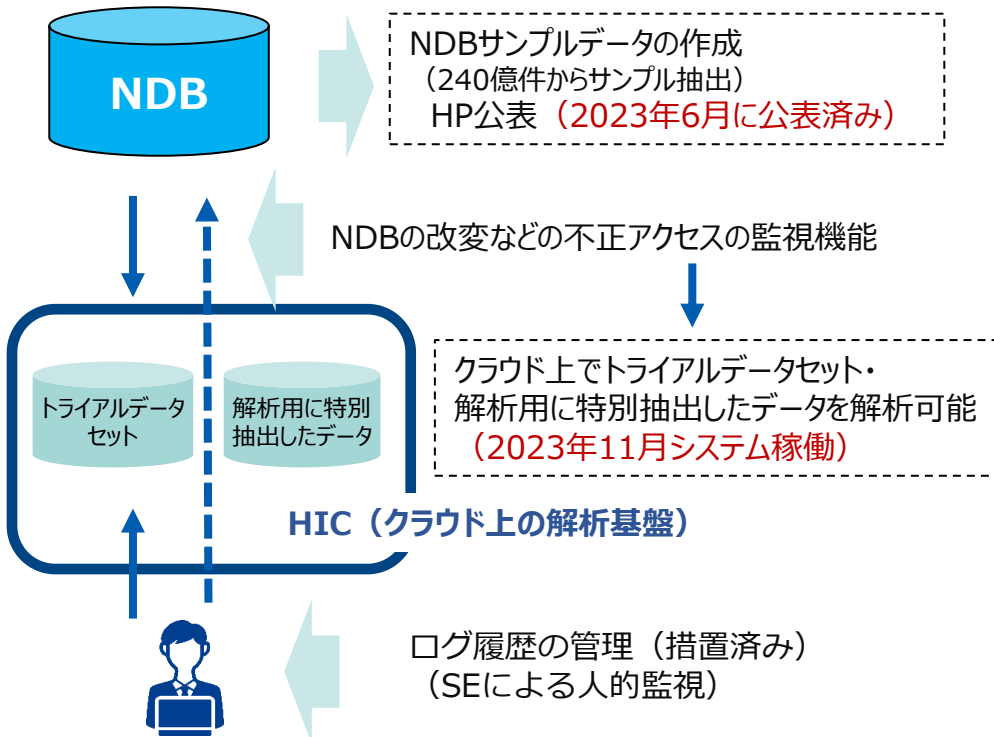 NDB
NDBサンプルデータの作成
（240億件からサンプル抽出）
HP公表（2023年6月に公表済み）
NDBの改変などの不正アクセスの監視機能
トライアルデータ
セット
解析用に特別
抽出したデータ
クラウド上でトライアルデータセット・
解析用に特別抽出したデータを解析可能
（2023年11月システム稼働）
HIC（クラウド上の解析基盤）
ログ履歴の管理（措置済み）
（SEによる人的監視）